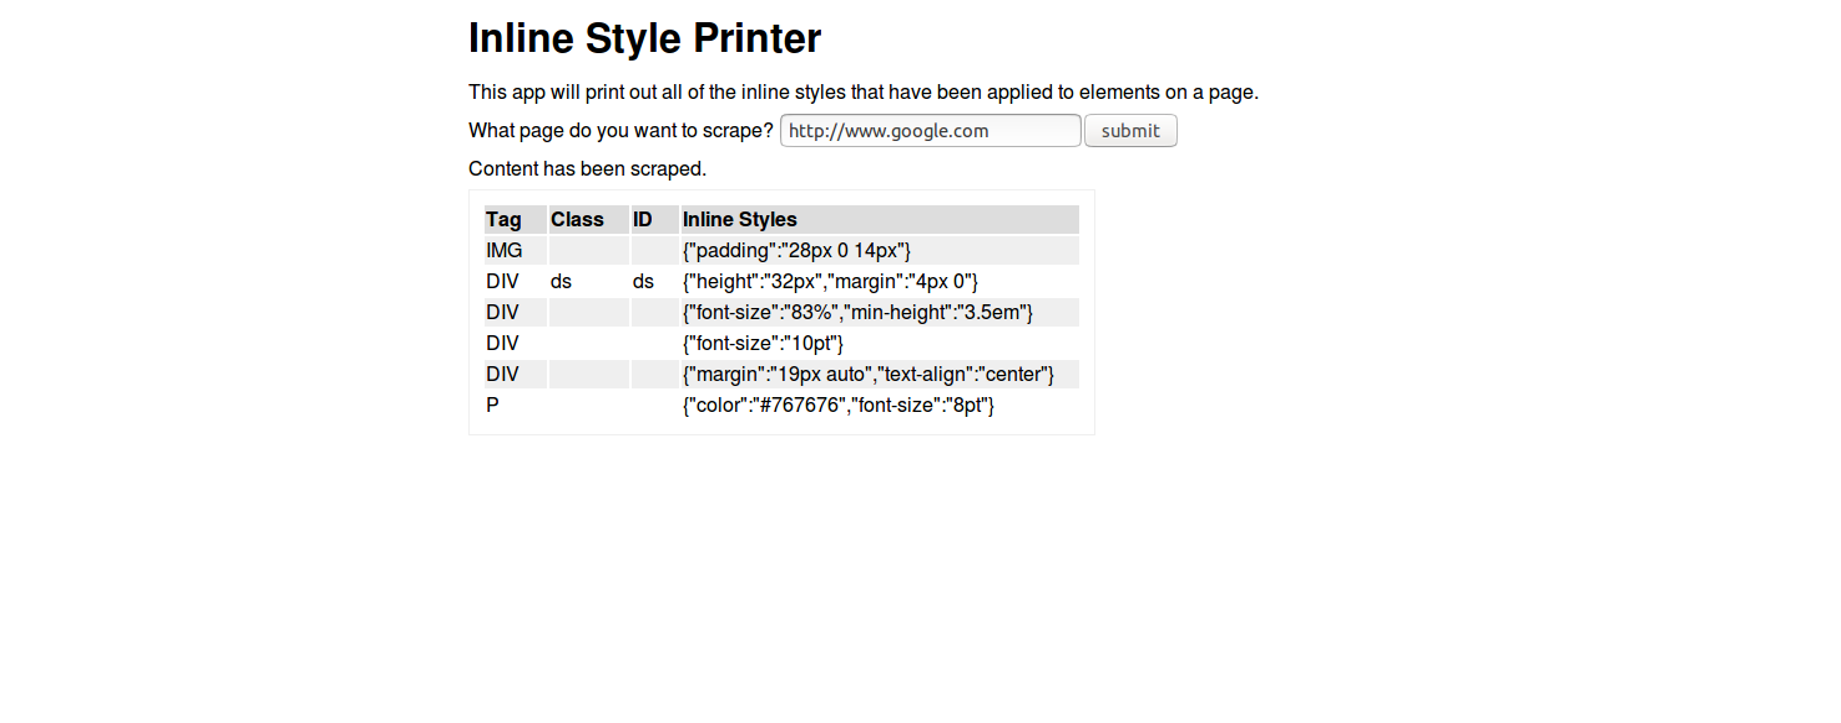 Inline Style Printer
This app will print out all of the inline styles that have been applied to elements on a page.
What page do you want to scrape? http://www.google.com submit
Content has been scraped.
Tag Class ID Inline Styles
IMG {"padding":"28px 0 14px"}
DIV ds ds {"height":"32px","margin":"4px 0"}
DIV {"font-size":"83%","min-height":"3.5em"}
DIV {"font-size":"10pt"}
DIV {"margin":"19px auto","text-align":"center"}
P {"color":"#767676","font-size":"8pt"}